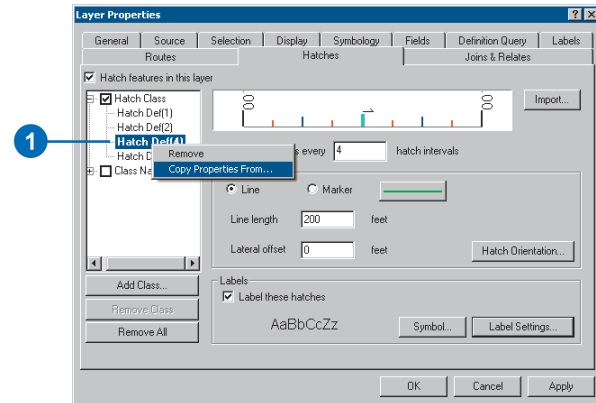 Layer Properties
General Source Selection Display Symbology Fields Definition Query Labels
Routes Hatches Joins & Relates
Hatch features in this layer
Hatch Class
Hatch Def(1)
Hatch Def(2)
Hatch Def(4)
Hatch D
Class Na
Remove
Copy Properties From...
1
00 00
Import...
s every 4 hatch intervals
Line Marker
Line length 200 feet
Lateral offset 0 feet
Hatch Orientation...
Add Class...
Remove Class
Remove All
Labels
Label these hatches
AaBbCcZz
Symbol... Label Settings...
OK Cancel Apply